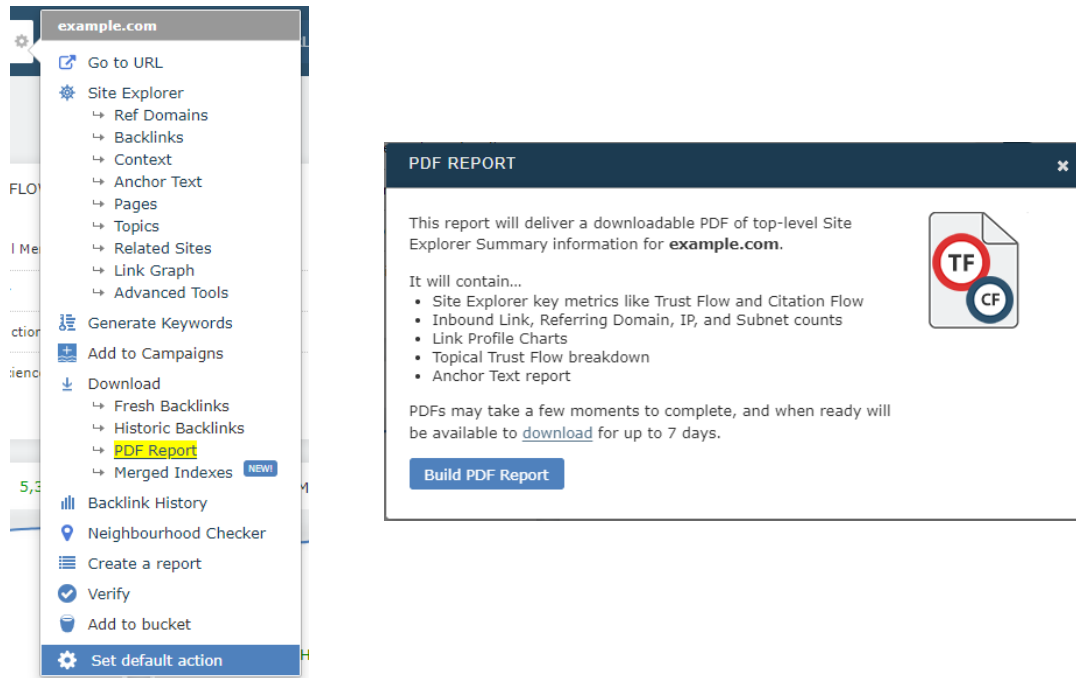 example.com
Go to URL
Site Explorer
Ref Domains
Backlinks
Context
Anchor Text
Pages
Topics
Related Sites
Link Graph
Advanced Tools
Generate Keywords
Add to Campaigns
Download
Fresh Backlinks
Historic Backlinks
PDF Report
Merged Indexes NEW!
Backlink History
Neighbourhood Checker
Create a report
Verify
Add to bucket
Set default action
PDF REPORT
This report will deliver a downloadable PDF of top-level Site
Explorer Summary information for example.com.
It will contain...
• Site Explorer key metrics like Trust Flow and Citation Flow
• Inbound Link, Referring Domain, IP, and Subnet counts
• Link Profile Charts
• Topical Trust Flow breakdown
• Anchor Text report
PDFs may take a few moments to complete, and when ready will
be available to download for up to 7 days.
Build PDF Report
TF
CF